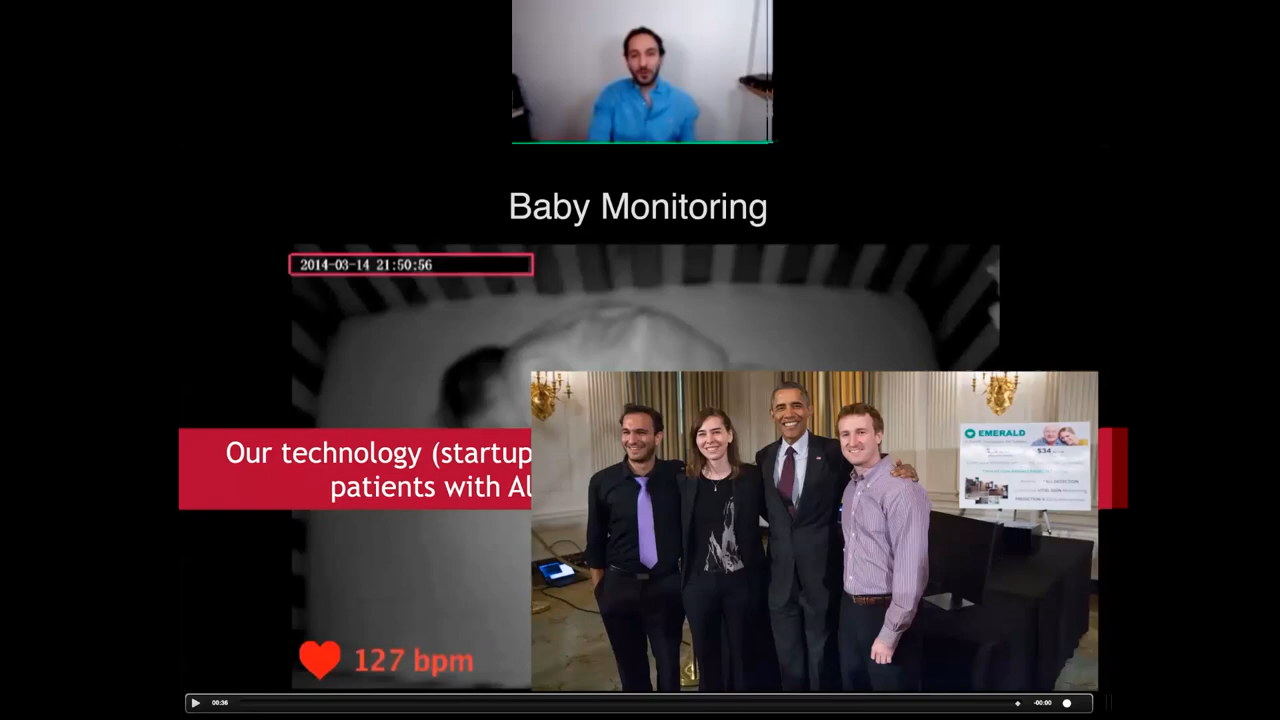 Baby Monitoring
2014-03-14 21:50:56
Our technology (startup
patients with Al
EMERALD
$34
127 bpm
00:36
-00:00